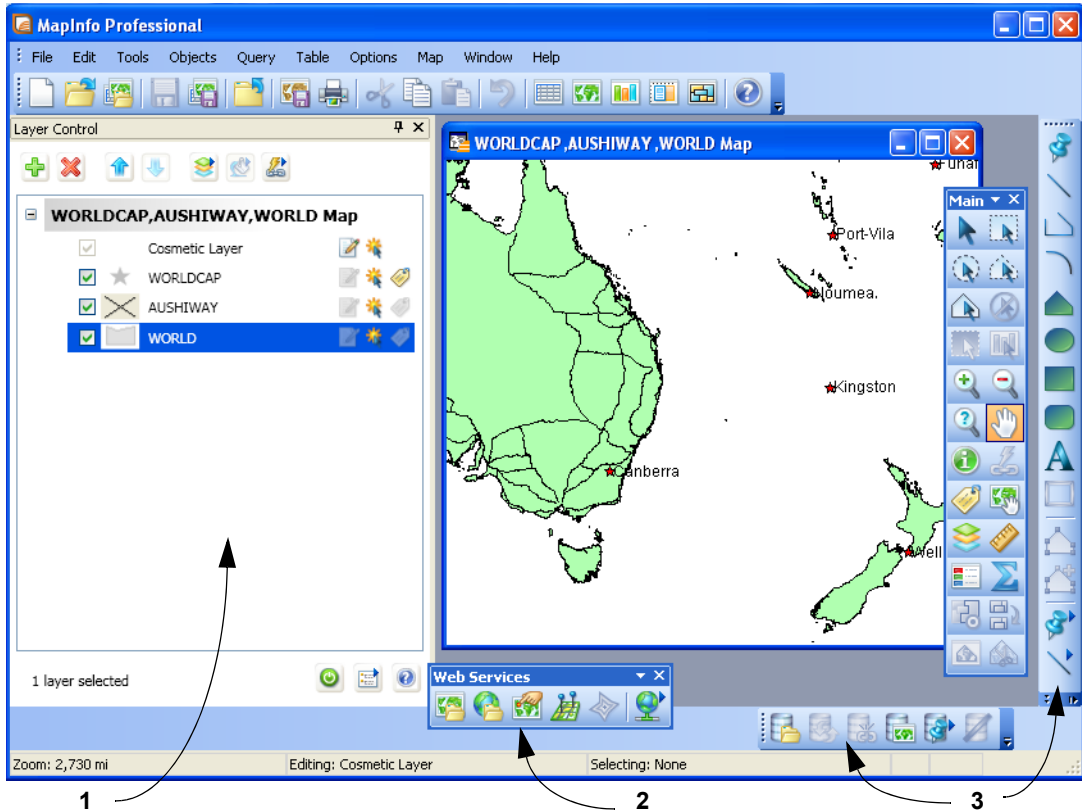 MapInfo Professional
File Edit Tools Objects Query Table Options Map Window Help
Layer Control
WORLDCAP,AUSHIWAY,WORLD Map
Cosmetic Layer
WORLDCAP
AUSHIWAY
WORLD
1 layer selected
WORLDCAP ,AUSHIWAY ,WORLD Map
Port-Vila
Noumea.
Kingston
Canberra
Well
Main
Web Services
Zoom: 2,730 mi
Editing: Cosmetic Layer
Selecting: None
1 2 3